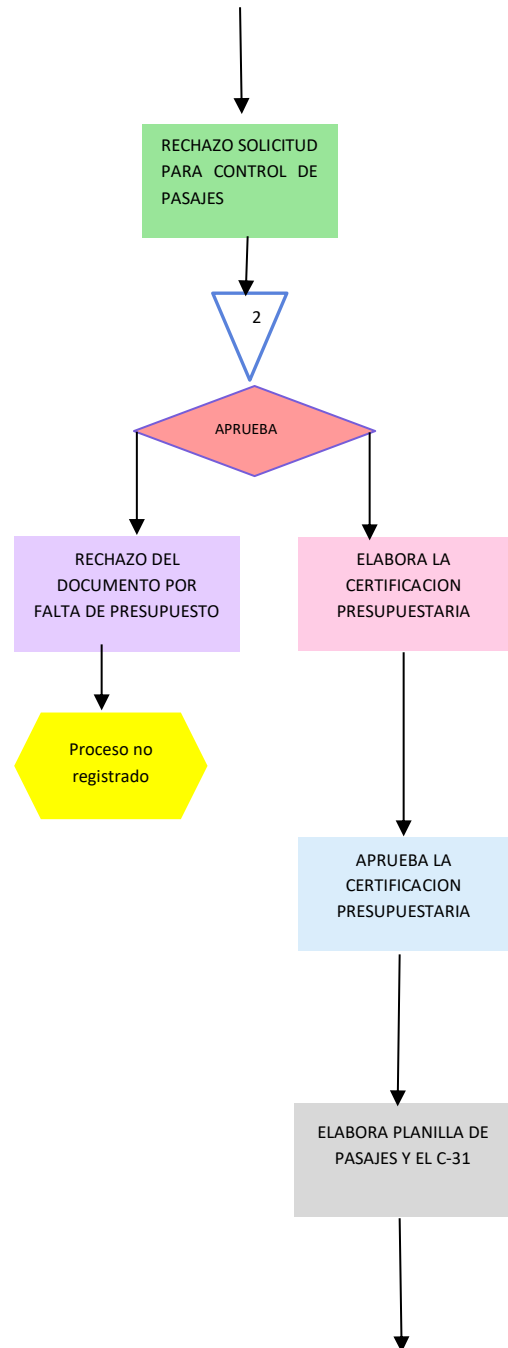 RECHAZO SOLICITUD
PARA CONTROL DE
PASAJES
2
APRUEBA
RECHAZO DEL
DOCUMENTO POR
FALTA DE PRESUPUESTO
ELABORA LA
CERTIFICACION
PRESUPUESTARIA
Proceso no
registrado
APRUEBA LA
CERTIFICACION
PRESUPUESTARIA
ELABORA PLANILLA DE
PASAJES Y EL C-31